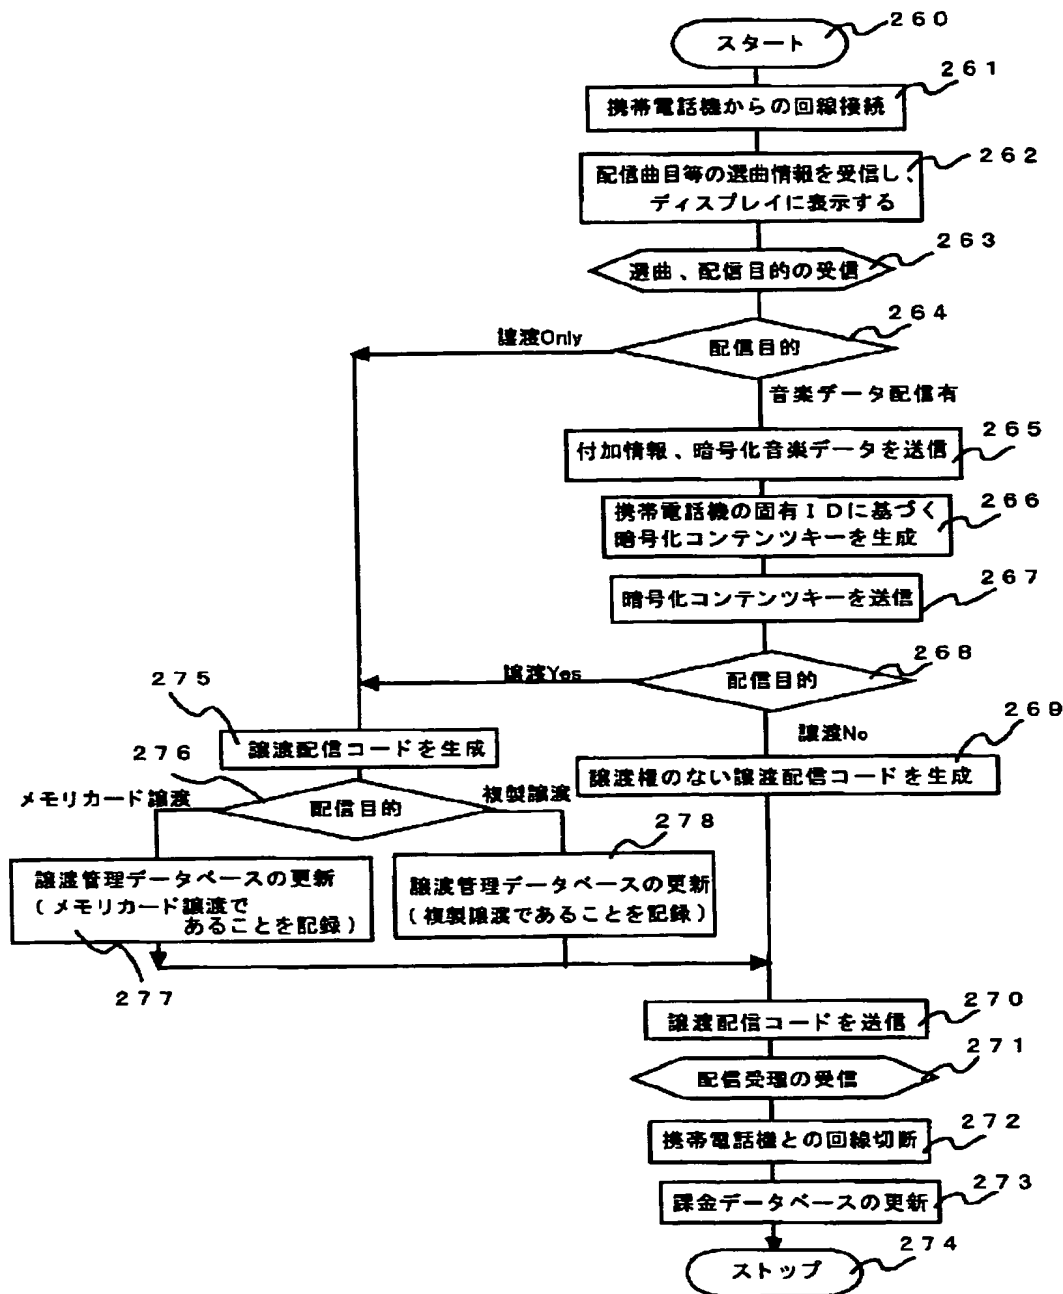 スタート
260
携帯電話機からの回線接続
261
配信曲目等の選曲情報を受信し、
ディスプレイに表示する
262
選曲、配信目的の受信
263
配信目的
264
譲渡Only
音楽データ配信有
付加情報、暗号化音楽データを送信
265
携帯電話機の固有IDに基づく
暗号化コンテンツキーを生成
266
暗号化コンテンツキーを送信
267
配信目的
268
譲渡Yes
譲渡No
譲渡権のない譲渡配信コードを生成
269
275
譲渡配信コードを生成
276
配信目的
メモリカード譲渡
複製譲渡
譲渡管理データベースの更新
(メモリカード譲渡で
あることを記録)
277
278
譲渡管理データベースの更新
(複製譲渡であることを記録)
譲渡配信コードを送信
270
配信受理の受信
271
携帯電話機との回線切断
272
課金データベースの更新
273
ストップ
274